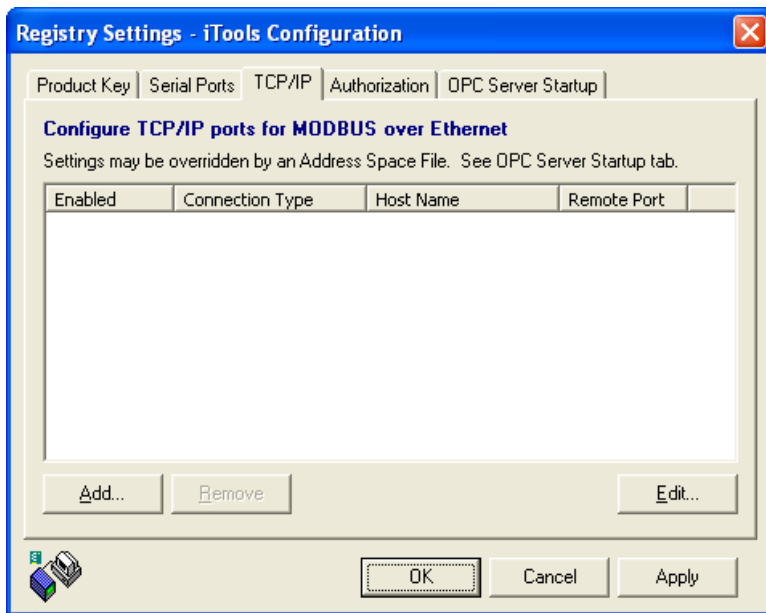 Registry Settings - iTools Configuration
Product Key Serial Ports TCP/IP Authorization OPC Server Startup
Configure TCP/IP ports for MODBUS over Ethernet
Settings may be overridden by an Address Space File. See OPC Server Startup tab.
Enabled Connection Type Host Name Remote Port
Add... Remove Edit...
OK Cancel Apply